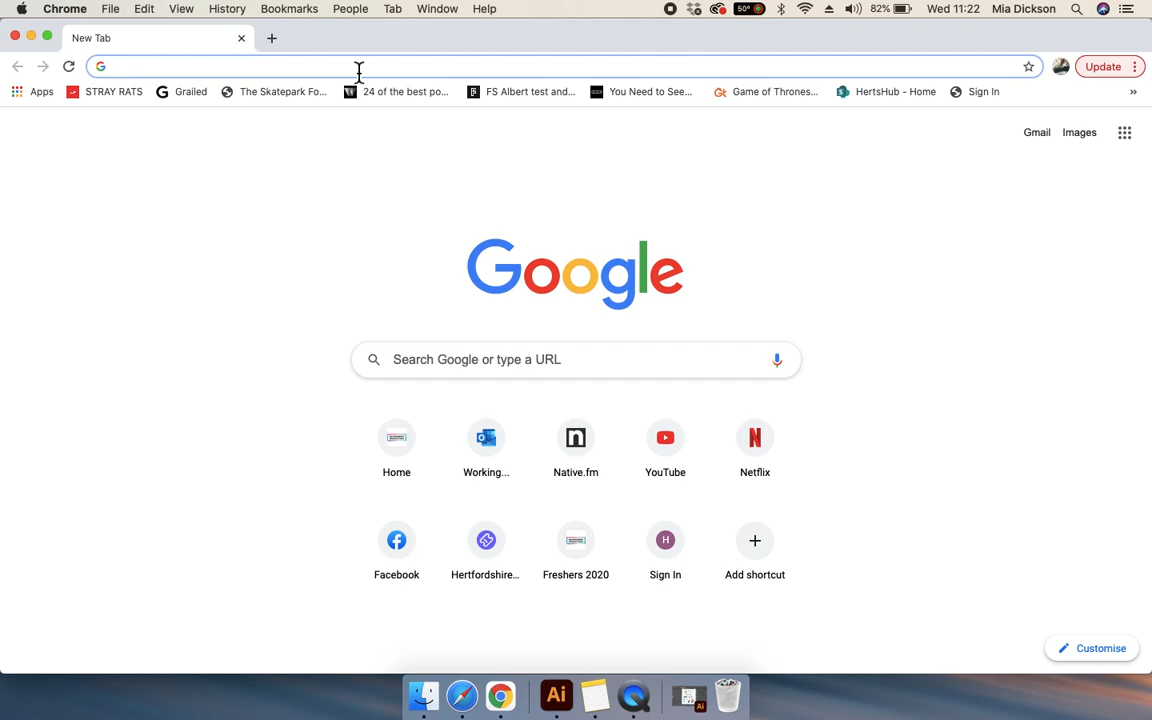 Chrome File Edit View History Bookmarks People Tab Window Help 50° 82% Wed 11:22 Mia Dickson
New Tab
Update
Apps STRAY RATS Grailed The Skatepark Fo... 24 of the best po... FS Albert test and... You Need to See... Game of Thrones... HertsHub - Home Sign In »
Gmail Images
Google
Search Google or type a URL
Home Working... Native.fm YouTube Netflix
Facebook Hertfordshire... Freshers 2020 H Sign In Add shortcut
Customise
Ai Ai